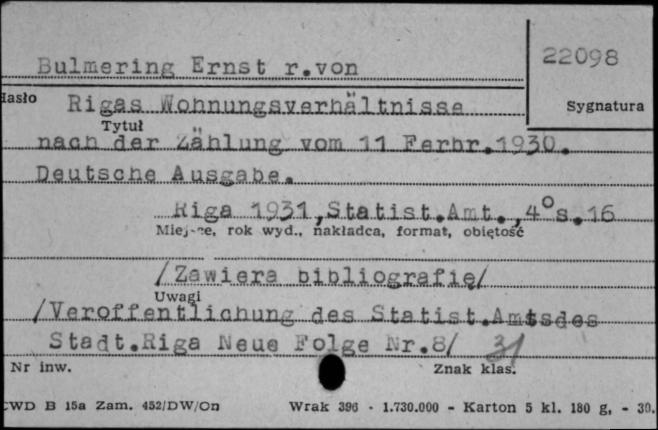 Bulmering Ernst r.von
22098
Hasło
Rigas Wohnungsverhältnisse
Sygnatura
Tytuł
nach der Zählung vom 11 Ferbr.1930.
Deutsche Ausgabe.
Riga 1931,Statist.Amt.,4°s.16
Miejsce, rok wyd., nakładca, format, objętość
/Zawiera bibliografię/
Uwagi
/Veroffentlichung des Statist.Amtsdes
Stadt.Riga Neue Folge Nr.8/ 31
Nr inw.
Znak klas.
CWD B 15a Zam. 452/DW/On
Wrak 396 - 1.730.000 - Karton 5 kl. 180 g. - 30.